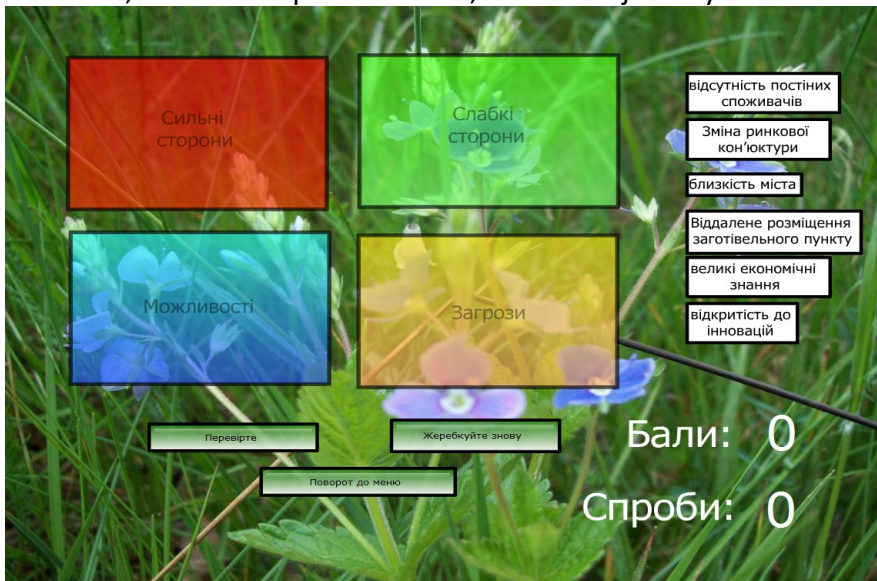 Сильні
сторони
Слабкі
сторони
Можливості
Загрози
відсутність постіних
споживачів
Зміна ринкової
кон'юктури
близкість міста
Віддалене розміщення
заготівельного пункту
великі економічні
знання
відкритість до
інновацій
Перевірте
Жеребкуйте знову
Поворот до меню
Бали: 0
Спроби: 0